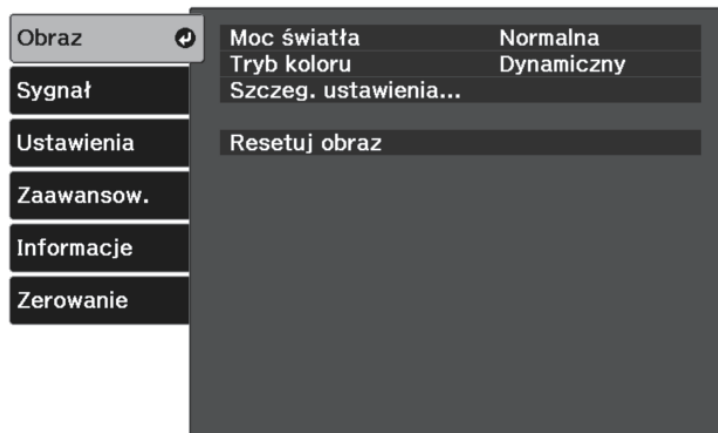 Obraz
Sygnał
Ustawienia
Zaawansow.
Informacje
Zerowanie
Moc światła Normalna
Tryb koloru Dynamiczny
Szczeg. ustawienia...
Resetuj obraz